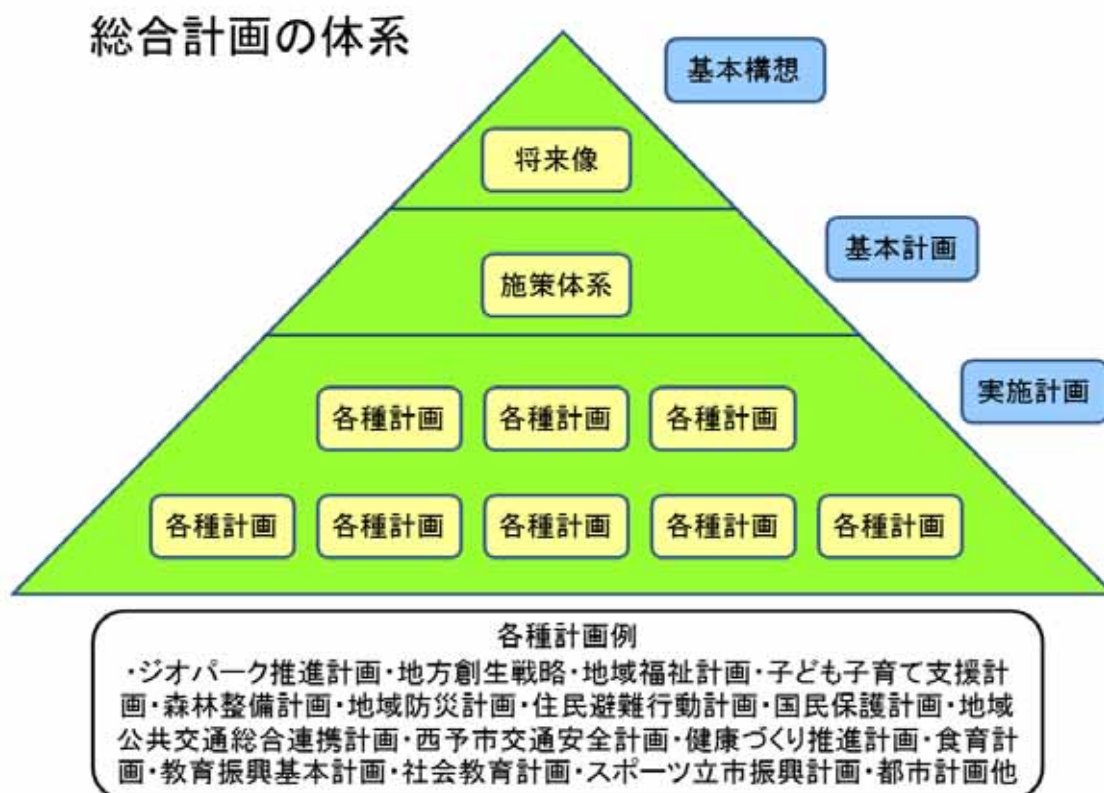 総合計画の体系
基本構想
将来像
基本計画
施策体系
実施計画
各種計画 各種計画 各種計画
各種計画 各種計画 各種計画 各種計画 各種計画
各種計画例
・ジオパーク推進計画・地方創生戦略・地域福祉計画・子ども子育て支援計
画・森林整備計画・地域防災計画・住民避難行動計画・国民保護計画・地域
公共交通総合連携計画・西予市交通安全計画・健康づくり推進計画・食育計
画・教育振興基本計画・社会教育計画・スポーツ立市振興計画・都市計画他